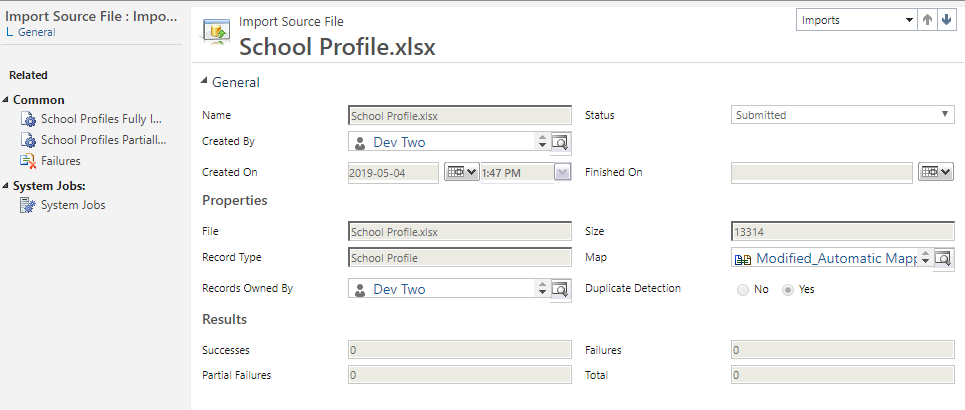 Import Source File : Impo...
General
Related
Common
School Profiles Fully I...
School Profiles Partiall...
Failures
System Jobs:
System Jobs
Import Source File
School Profile.xlsx
Imports
General
Name School Profile.xlsx Status Submitted
Created By Dev Two
Created On 2019-05-04 1:47 PM Finished On
Properties
File School Profile.xlsx Size 13314
Record Type School Profile Map Modified_Automatic Mapp
Records Owned By Dev Two Duplicate Detection No Yes
Results
Successes 0 Failures 0
Partial Failures 0 Total 0